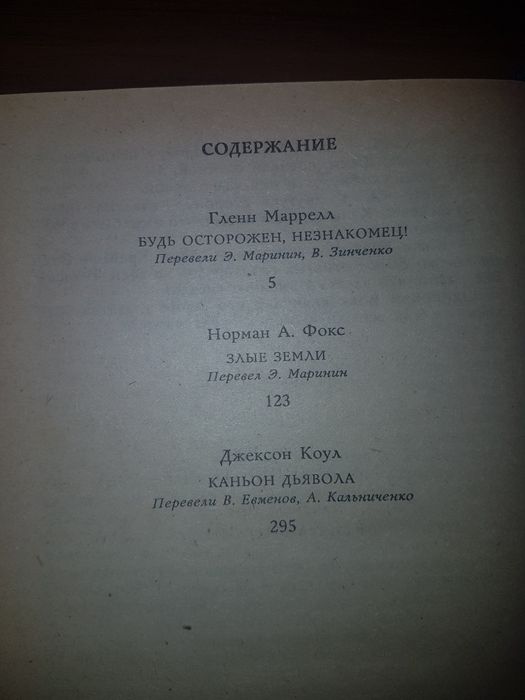 СОДЕРЖАНИЕ
Гленн Маррелл
БУДЬ ОСТОРОЖЕН, НЕЗНАКОМЕЦ!
Перевели Э. Маринин, В. Зинченко
5
Норман А. Фокс
ЗЛЫЕ ЗЕМЛИ
Перевел Э. Маринин
123
Джексон Коул
КАНЬОН ДЬЯВОЛА
Перевели В. Евменов, А. Кальниченко
295